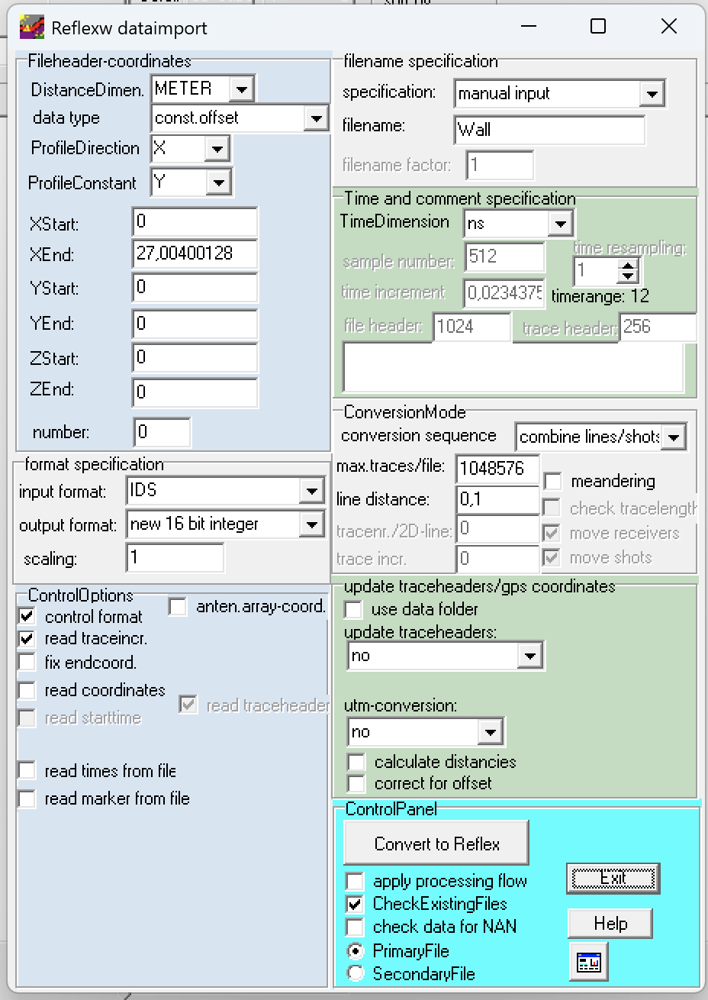 Reflexw dataimport
Fileheader-coordinates
DistanceDimen. METER
data type const.offset
ProfileDirection X
ProfileConstant Y
XStart: 0
XEnd: 27,00400128
YStart: 0
YEnd: 0
ZStart: 0
ZEnd: 0
number: 0
format specification
input format: IDS
output format: new 16 bit integer
scaling: 1
ControlOptions
control format
anten.array-coord.
read traceincr.
fix endcoord.
read coordinates
read traceheader
read starttime
read times from file
read marker from file
filename specification
specification: manual input
filename: Wall
filename factor: 1
Time and comment specification
TimeDimension ns
sample number: 512
time resampling:
1
time increment 0,0234375
timerange: 12
file header: 1024
trace header: 256
ConversionMode
conversion sequence combine lines/shots
max.traces/file: 1048576
meandering
line distance: 0,1
check tracelength
tracenr./2D-line: 0
move receivers
trace incr. 0
move shots
update traceheaders/gps coordinates
use data folder
update traceheaders:
no
utm-conversion:
no
calculate distancies
correct for offset
ControlPanel
Convert to Reflex
apply processing flow
Exit
CheckExistingFiles
check data for NAN
Help
PrimaryFile
SecondaryFile